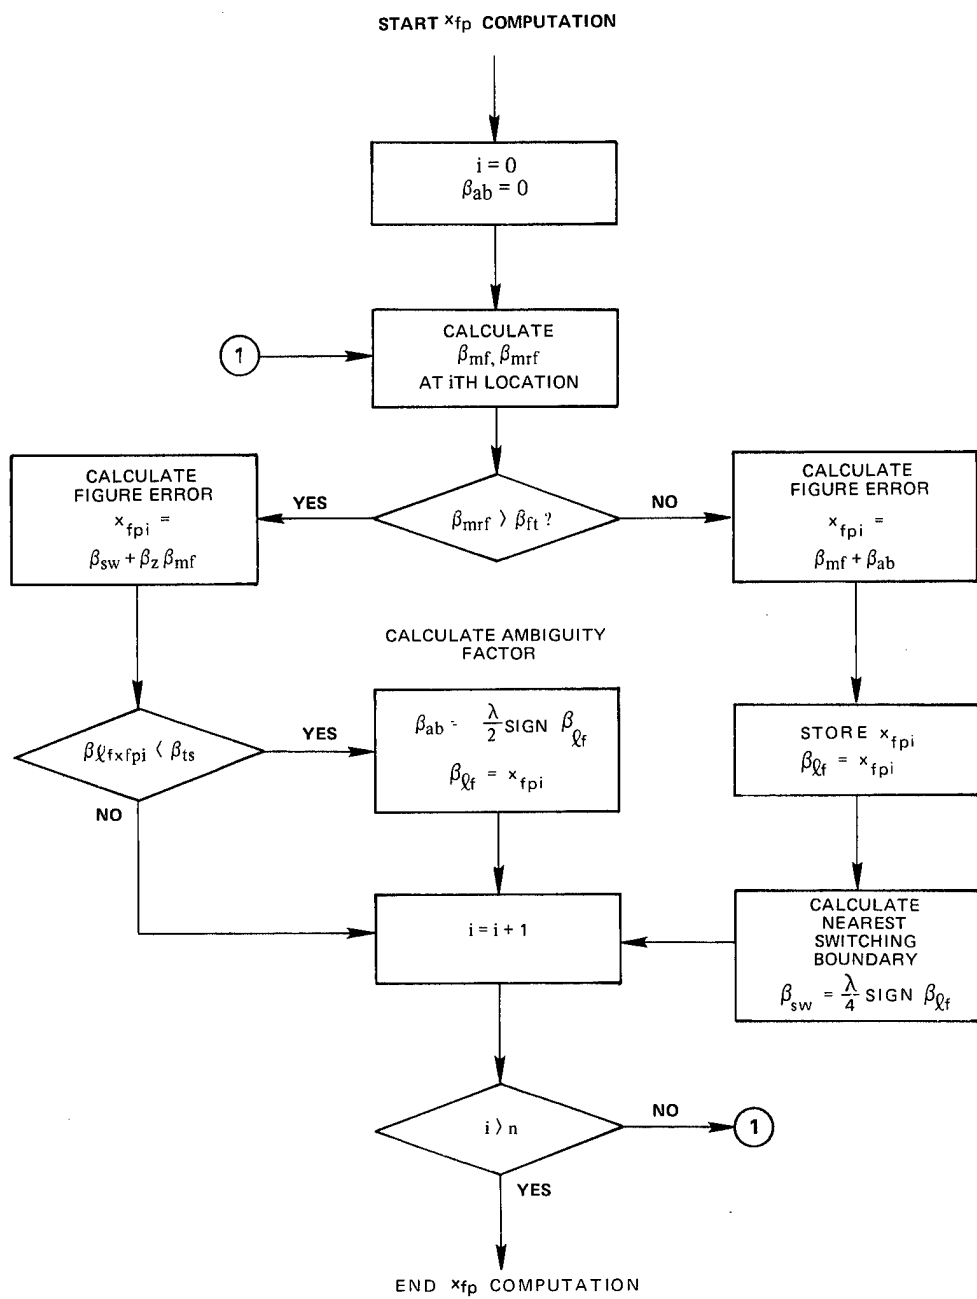 START xfp COMPUTATION
i = 0
βab = 0
1
CALCULATE
βmf, βmrf
AT iTH LOCATION
CALCULATE
FIGURE ERROR
xfpi =
βsw + βz βmf
YES
βmrf > βft ?
NO
CALCULATE
FIGURE ERROR
xfpi =
βmf + βab
CALCULATE AMBIGUITY
FACTOR
βℓfxfpi < βts
YES
NO
βab - λ/2 SIGN βℓf
βℓf = xfpi
STORE xfpi
βℓf = xfpi
i = i + 1
CALCULATE
NEAREST
SWITCHING
BOUNDARY
βsw = λ/4 SIGN βℓf
i > n
NO
1
YES
END xfp COMPUTATION